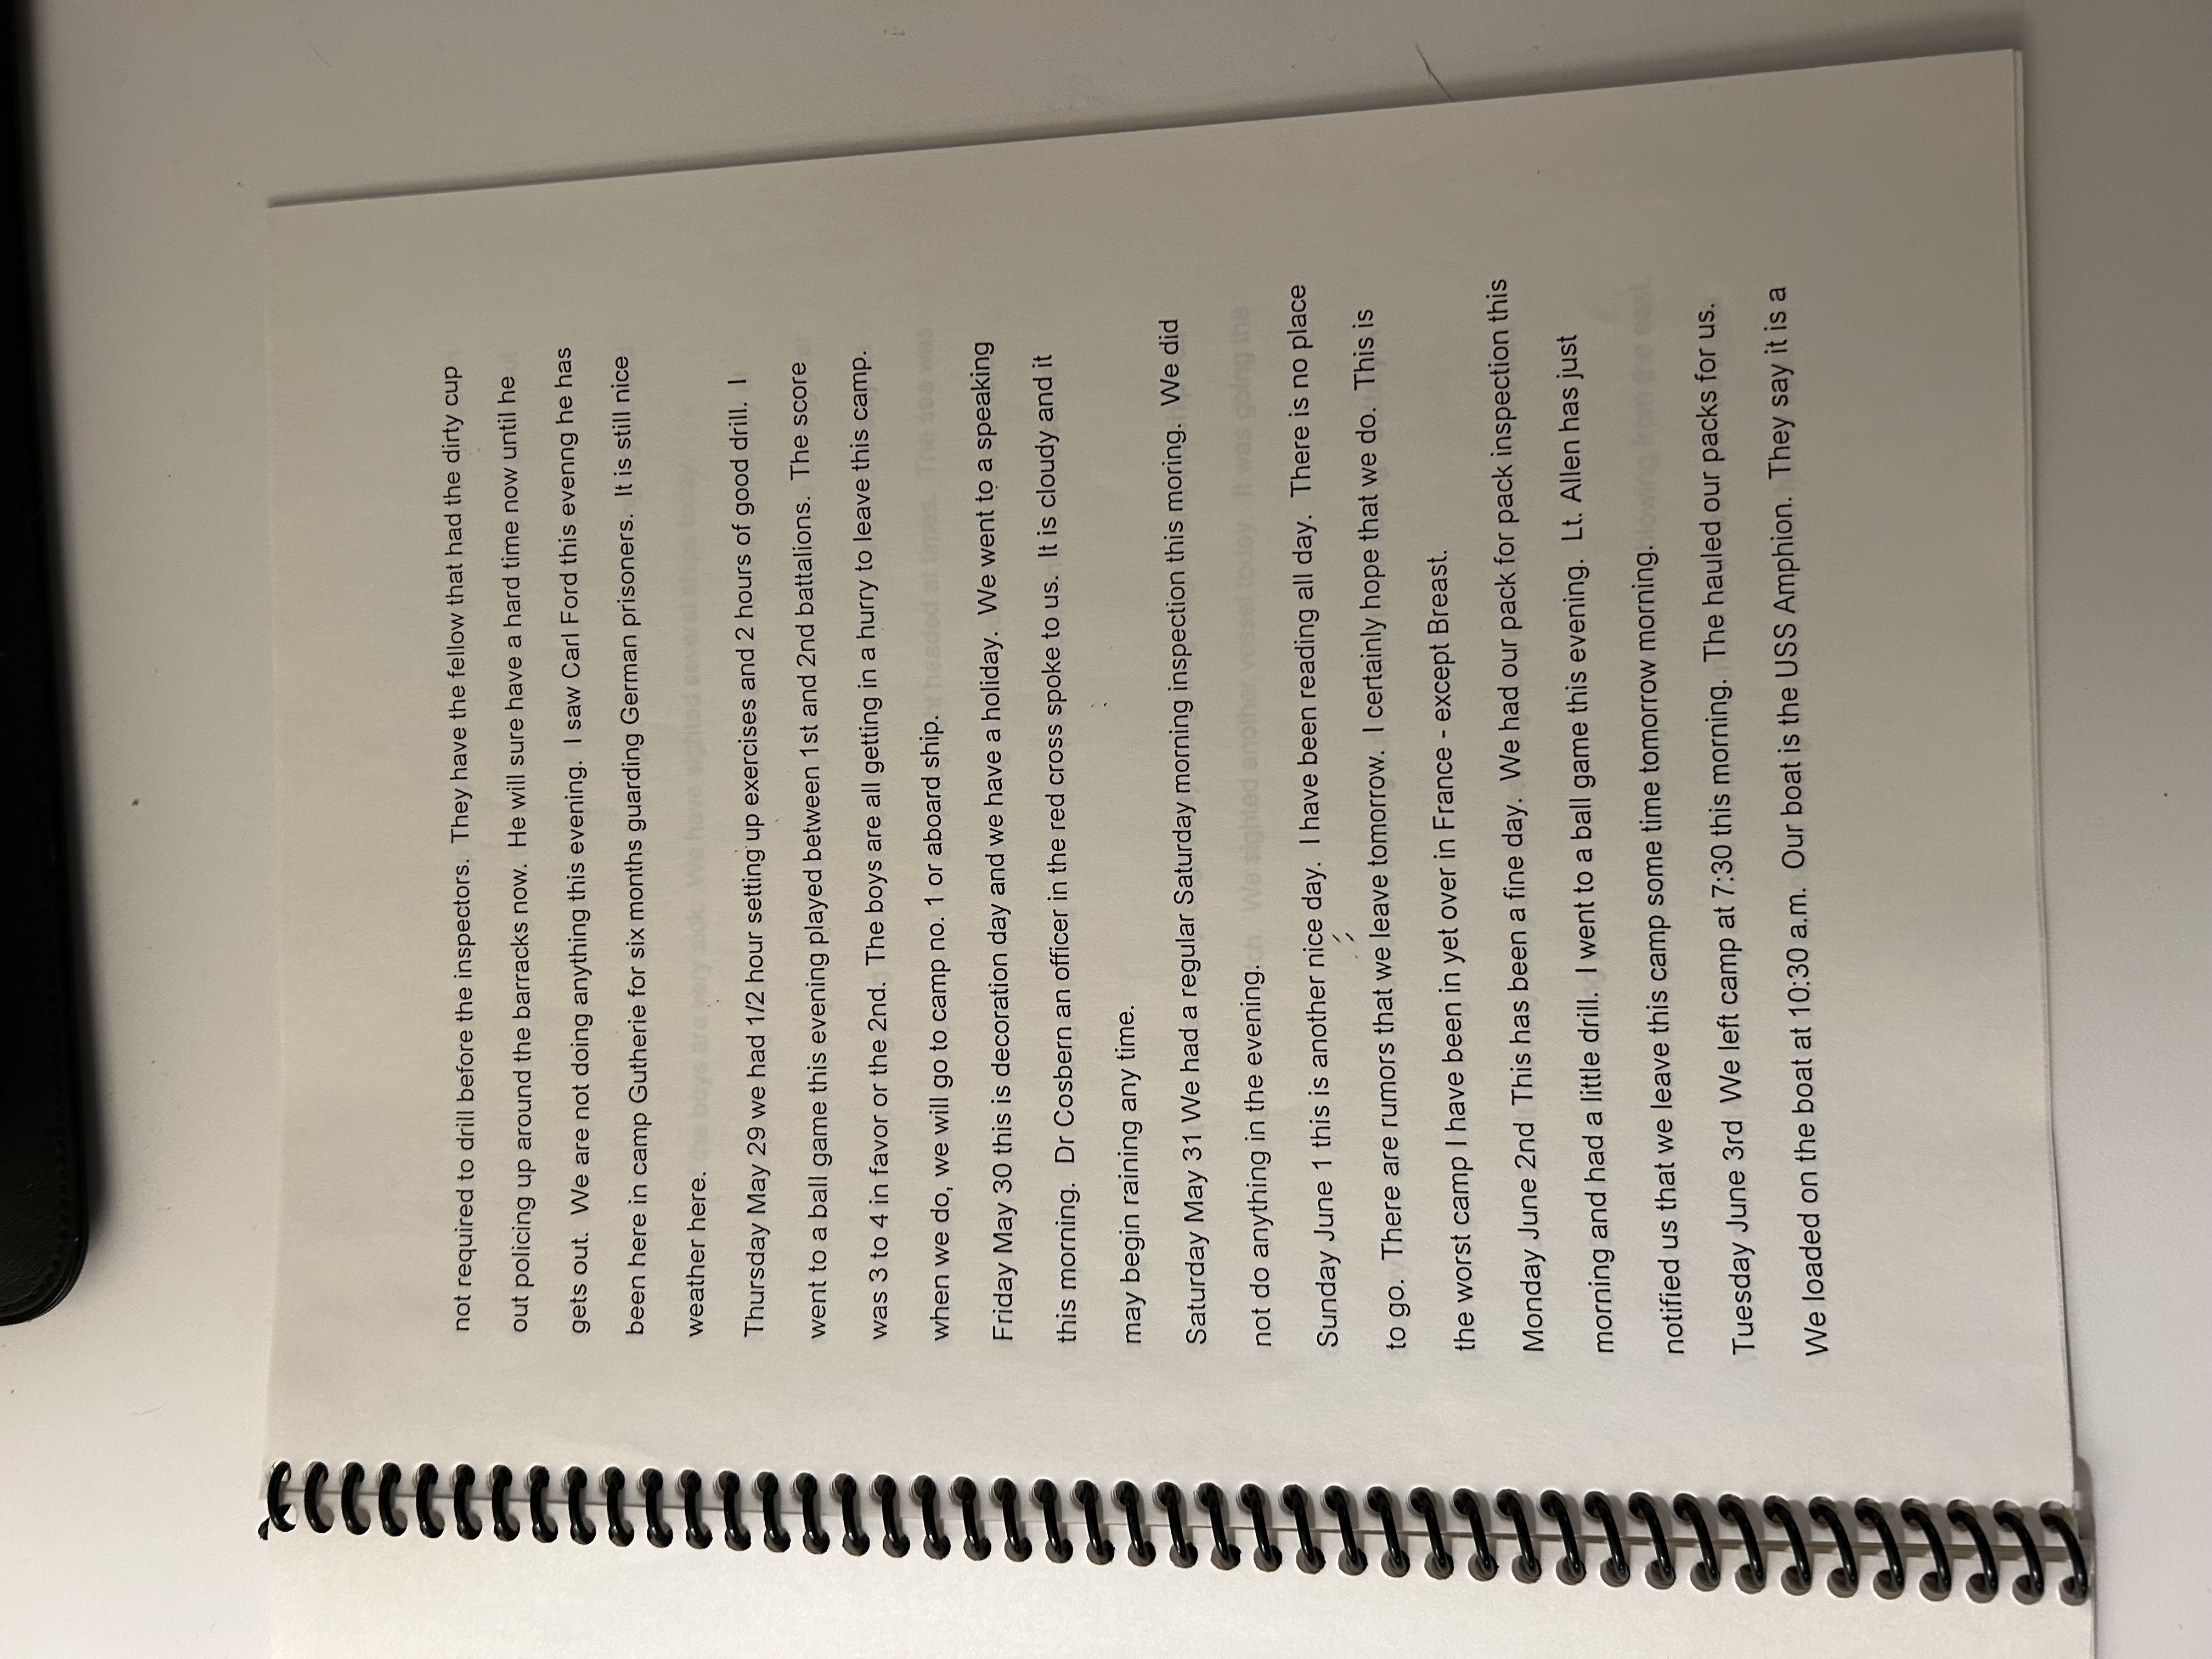 not required to drill before the inspectors.  They have the fellow that had the dirty cup
out policing up around the barracks now.  He will sure have a hard time now until he
gets out.  We are not doing anything this evening.  I saw Carl Ford this evenng he has
been here in camp Gutherie for six months guarding German prisoners.  It is still nice
weather here.
Thursday May 29 we had 1/2 hour setting up exercises and 2 hours of good drill.  I
went to a ball game this evening played between 1st and 2nd battalions.  The score
was 3 to 4 in favor or the 2nd.  The boys are all getting in a hurry to leave this camp.
when we do, we will go to camp no. 1 or aboard ship.
Friday May 30 this is decoration day and we have a holiday.  We went to a speaking
this morning.  Dr Cosbern an officer in the red cross spoke to us.  It is cloudy and it
may begin raining any time.
Saturday May 31 We had a regular Saturday morning inspection this moring.  We did
not do anything in the evening.
Sunday June 1 this is another nice day.  I have been reading all day.  There is no place
to go.  There are rumors that we leave tomorrow.  I certainly hope that we do.  This is
the worst camp I have been in yet over in France - except Breast.
Monday June 2nd  This has been a fine day.  We had our pack for pack inspection this
morning and had a little drill.  I went to a ball game this evening.  Lt. Allen has just
notified us that we leave this camp some time tomorrow morning.
Tuesday June 3rd  We left camp at 7:30 this morning.  The hauled our packs for us.
We loaded on the boat at 10:30 a.m.  Our boat is the USS Amphion.  They say it is a